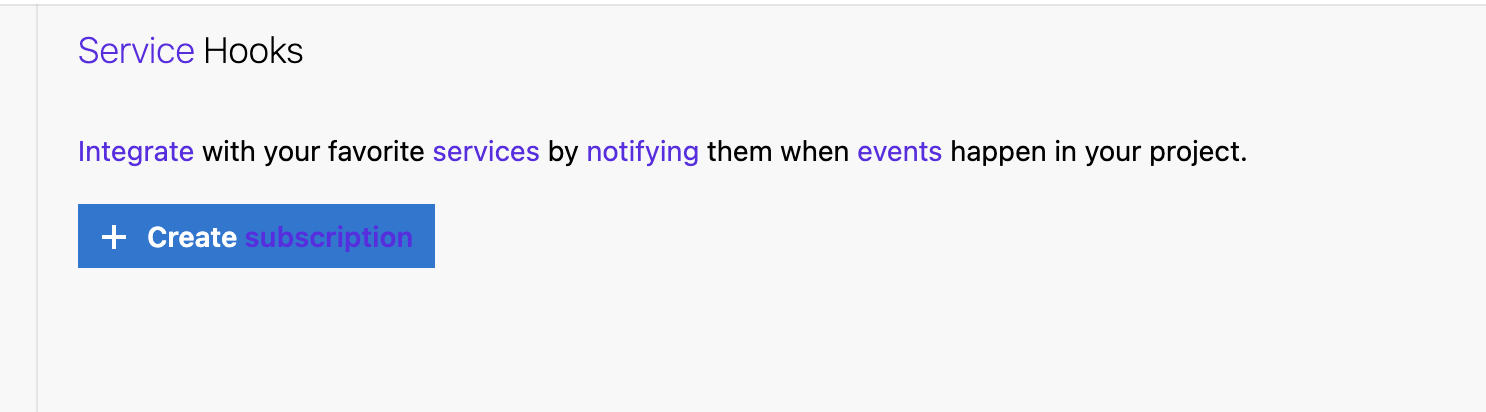 Service Hooks
Integrate with your favorite services by notifying them when events happen in your project.
+ Create subscription